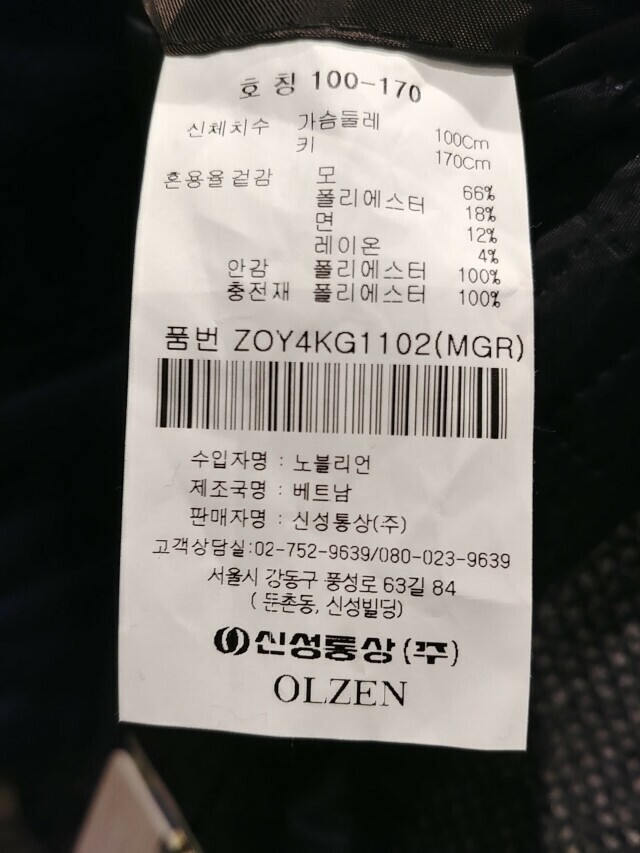 호칭 100-170
신체치수 가슴둘레 100Cm
키 170Cm
혼용율 겉감 모 66%
폴리에스터 18%
면 12%
레이온 4%
안감 폴리에스터 100%
충전재 폴리에스터 100%
품번 ZOY4KG1102(MGR)
수입자명 : 노블리언
제조국명 : 베트남
판매자명 : 신성통상(주)
고객상담실:02-752-9639/080-023-9639
서울시 강동구 풍성로 63길 84
( 둔촌동, 신성빌딩)
신성통상(주)
OLZEN